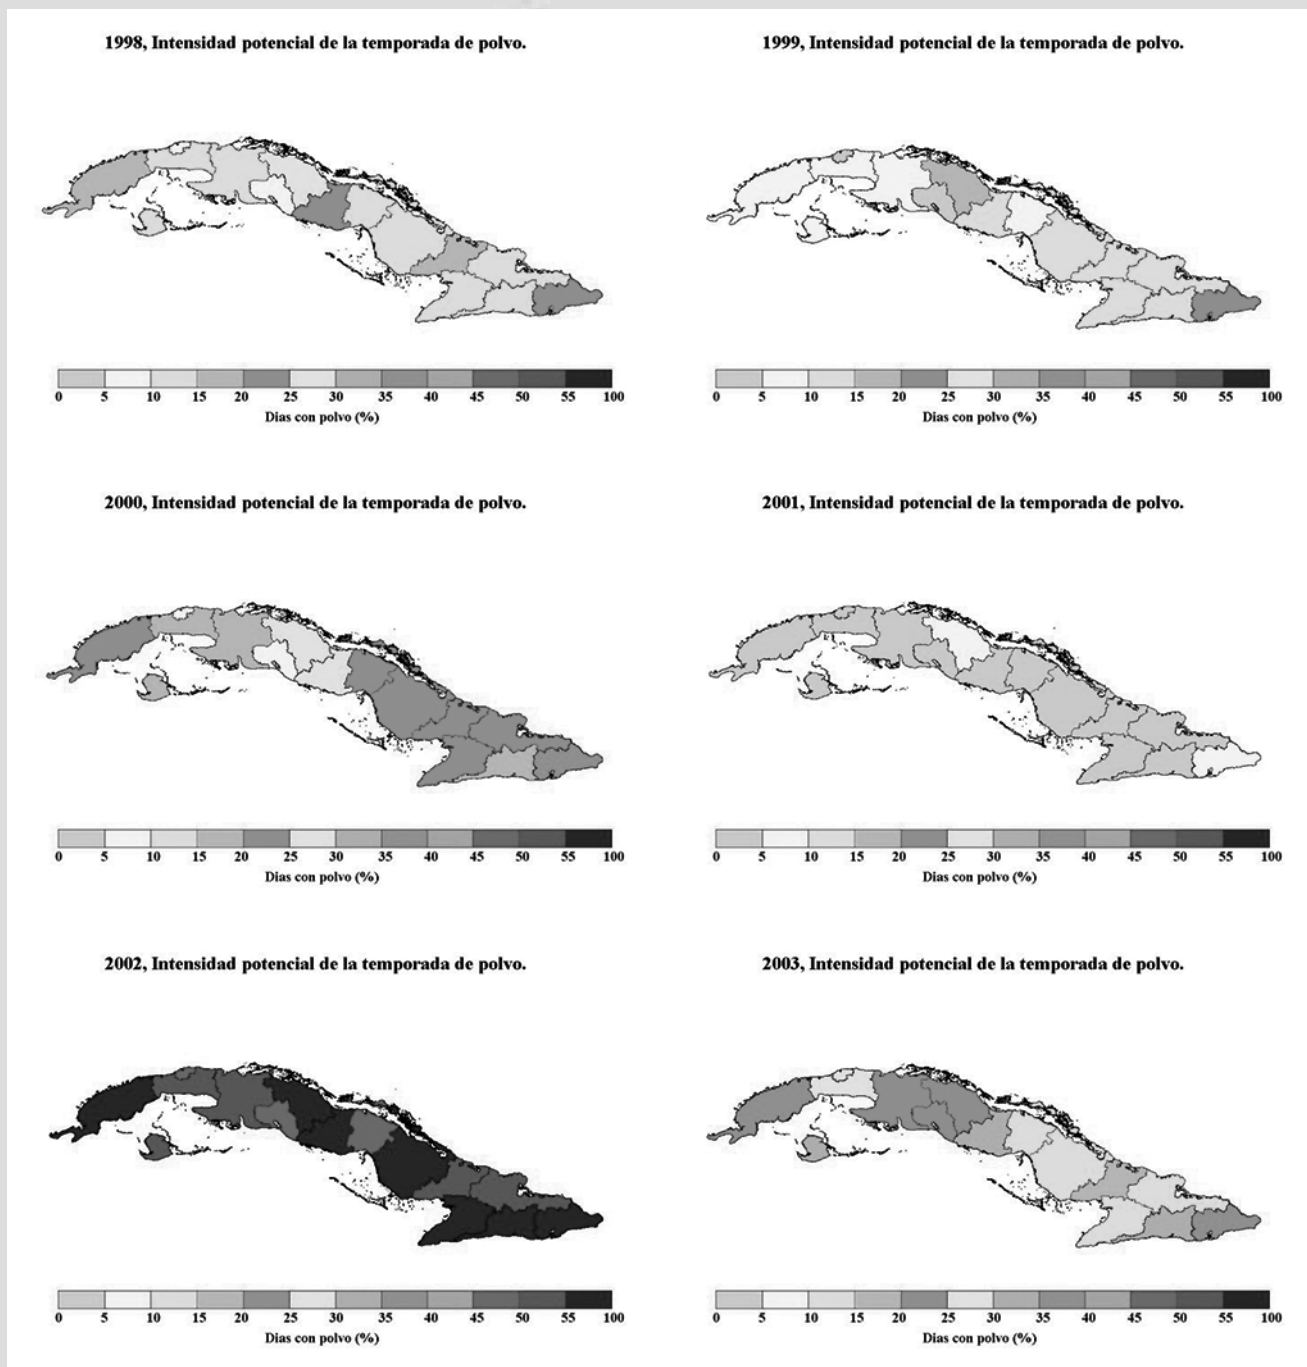 1998, Intensidad potencial de la temporada de polvo.
0 5 10 15 20 25 30 35 40 45 50 55 100
Dias con polvo (%)
1999, Intensidad potencial de la temporada de polvo.
0 5 10 15 20 25 30 35 40 45 50 55 100
Dias con polvo (%)
2000, Intensidad potencial de la temporada de polvo.
0 5 10 15 20 25 30 35 40 45 50 55 100
Dias con polvo (%)
2001, Intensidad potencial de la temporada de polvo.
0 5 10 15 20 25 30 35 40 45 50 55 100
Dias con polvo (%)
2002, Intensidad potencial de la temporada de polvo.
0 5 10 15 20 25 30 35 40 45 50 55 100
Dias con polvo (%)
2003, Intensidad potencial de la temporada de polvo.
0 5 10 15 20 25 30 35 40 45 50 55 100
Dias con polvo (%)